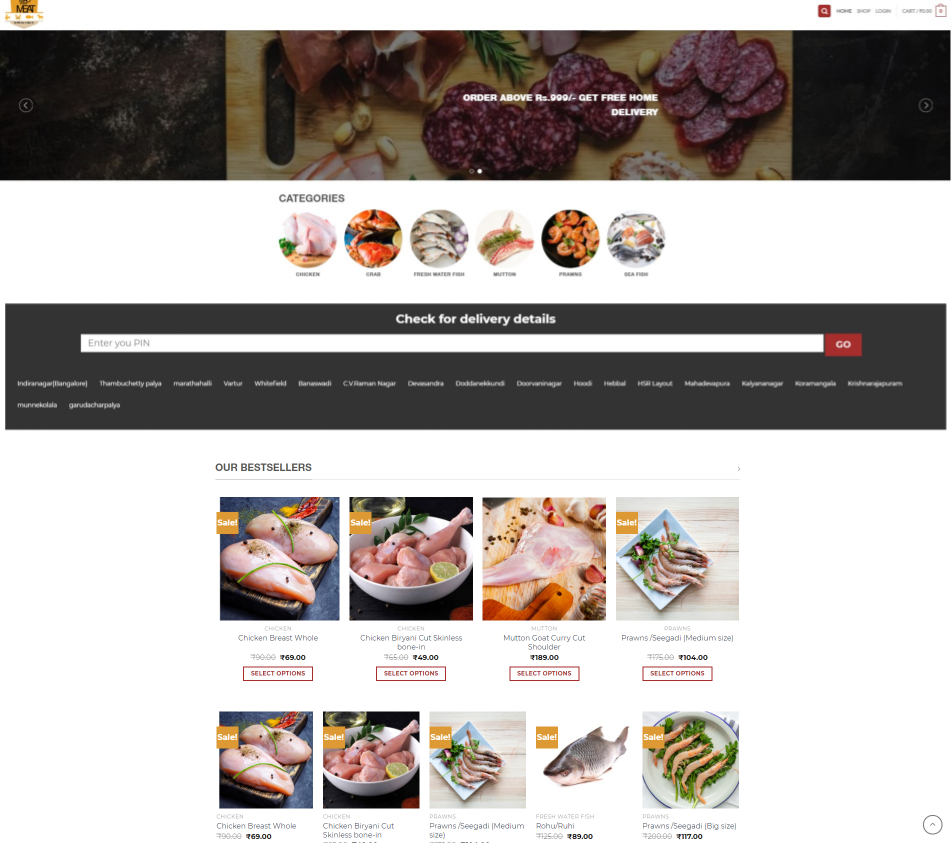 MEAT
HOME SHOP LOGIN CART / ₹0.00 0
ORDER ABOVE Rs.999/- GET FREE HOME
DELIVERY
CATEGORIES
CHICKEN CRAB FRESH WATER FISH MUTTON PRAWNS SEA FISH
Check for delivery details
Enter you PIN GO
Indiranagar(Bangalore) Thambuchetty palya marathahalli Vartur Whitefield Banaswadi C.V.Raman Nagar Devasandra Doddanekkundi Doorvaninagar Hoodi Hebbal HSR Layout Mahadevapura Kalyananagar Koramangala Krishnarajapuram
munnekolala garudacharpalya
OUR BESTSELLERS
Sale! Sale! Sale!
CHICKEN CHICKEN MUTTON PRAWNS
Chicken Breast Whole Chicken Biryani Cut Skinless Mutton Goat Curry Cut Prawns /Seegadi (Medium size)
bone-in Shoulder
₹90.00 ₹69.00 ₹65.00 ₹49.00 ₹189.00 ₹175.00 ₹104.00
SELECT OPTIONS SELECT OPTIONS SELECT OPTIONS SELECT OPTIONS
Sale! Sale! Sale! Sale! Sale!
CHICKEN CHICKEN PRAWNS FRESH WATER FISH PRAWNS
Chicken Breast Whole Chicken Biryani Cut Prawns /Seegadi (Medium Rohu/Ruhi Prawns /Seegadi (Big size)
Skinless bone-in size)
₹90.00 ₹69.00 ₹125.00 ₹89.00 ₹200.00 ₹117.00